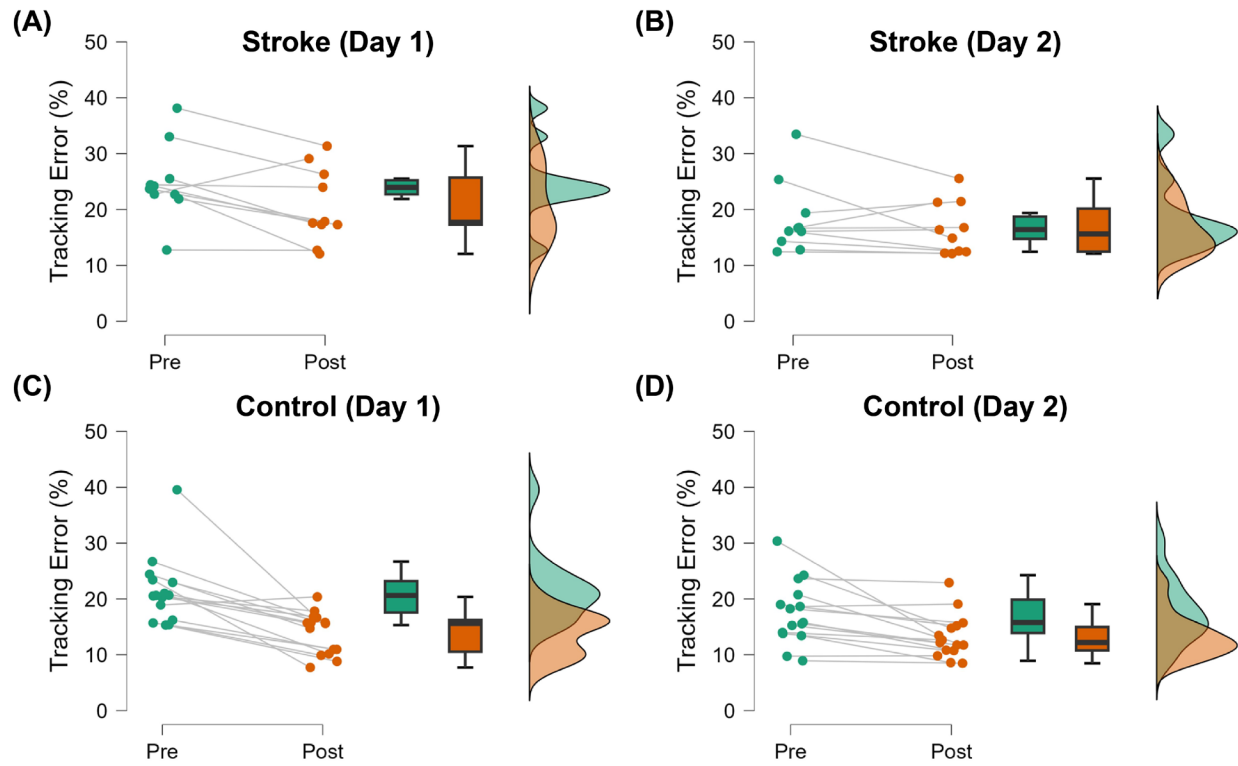 (A)
Stroke (Day 1)
Tracking Error (%)
50
40
30
20
10
0
Pre Post
(B)
Stroke (Day 2)
Tracking Error (%)
50
40
30
20
10
0
Pre Post
(C)
Control (Day 1)
Tracking Error (%)
50
40
30
20
10
0
Pre Post
(D)
Control (Day 2)
Tracking Error (%)
50
40
30
20
10
0
Pre Post